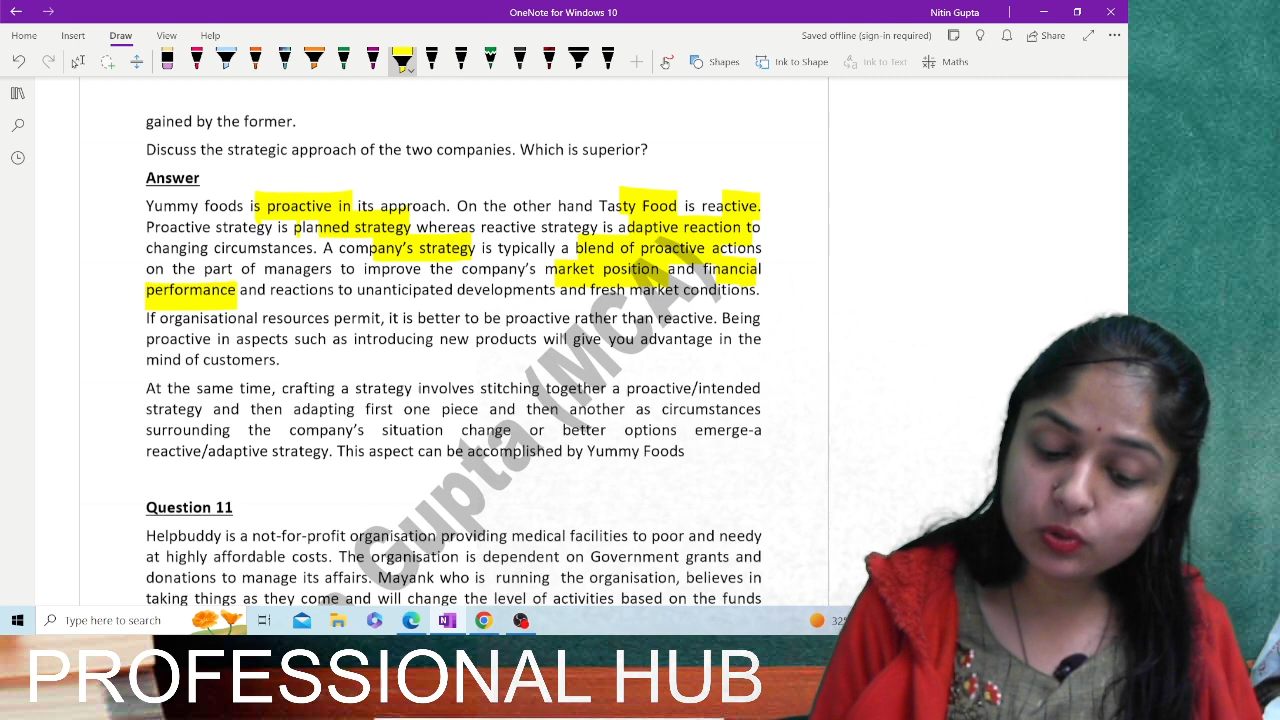 OneNote for Windows 10
Nitin Gupta
Home Insert Draw View Help
Saved offline (sign-in required)
Share
Shapes
Ink to Shape
Ink to Text
Maths
gained by the former.
Discuss the strategic approach of the two companies. Which is superior?
Answer
Yummy foods is proactive in its approach. On the other hand Tasty Food is reactive.
Proactive strategy is planned strategy whereas reactive strategy is adaptive reaction to
changing circumstances. A company's strategy is typically a blend of proactive actions
on the part of managers to improve the company's market position and financial
performance and reactions to unanticipated developments and fresh market conditions.
If organisational resources permit, it is better to be proactive rather than reactive. Being
proactive in aspects such as introducing new products will give you advantage in the
mind of customers.
At the same time, crafting a strategy involves stitching together a proactive/intended
strategy and then adapting first one piece and then another as circumstances
surrounding the company's situation change or better options emerge-a
reactive/adaptive strategy. This aspect can be accomplished by Yummy Foods
Gupta (MCA)
Question 11
Helpbuddy is a not-for-profit organisation providing medical facilities to poor and needy
at highly affordable costs. The organisation is dependent on Government grants and
donations to manage its affairs. Mayank who is running the organisation, believes in
taking things as they come and will change the level of activities based on the funds
Type here to search
32°
PROFESSIONAL HUB